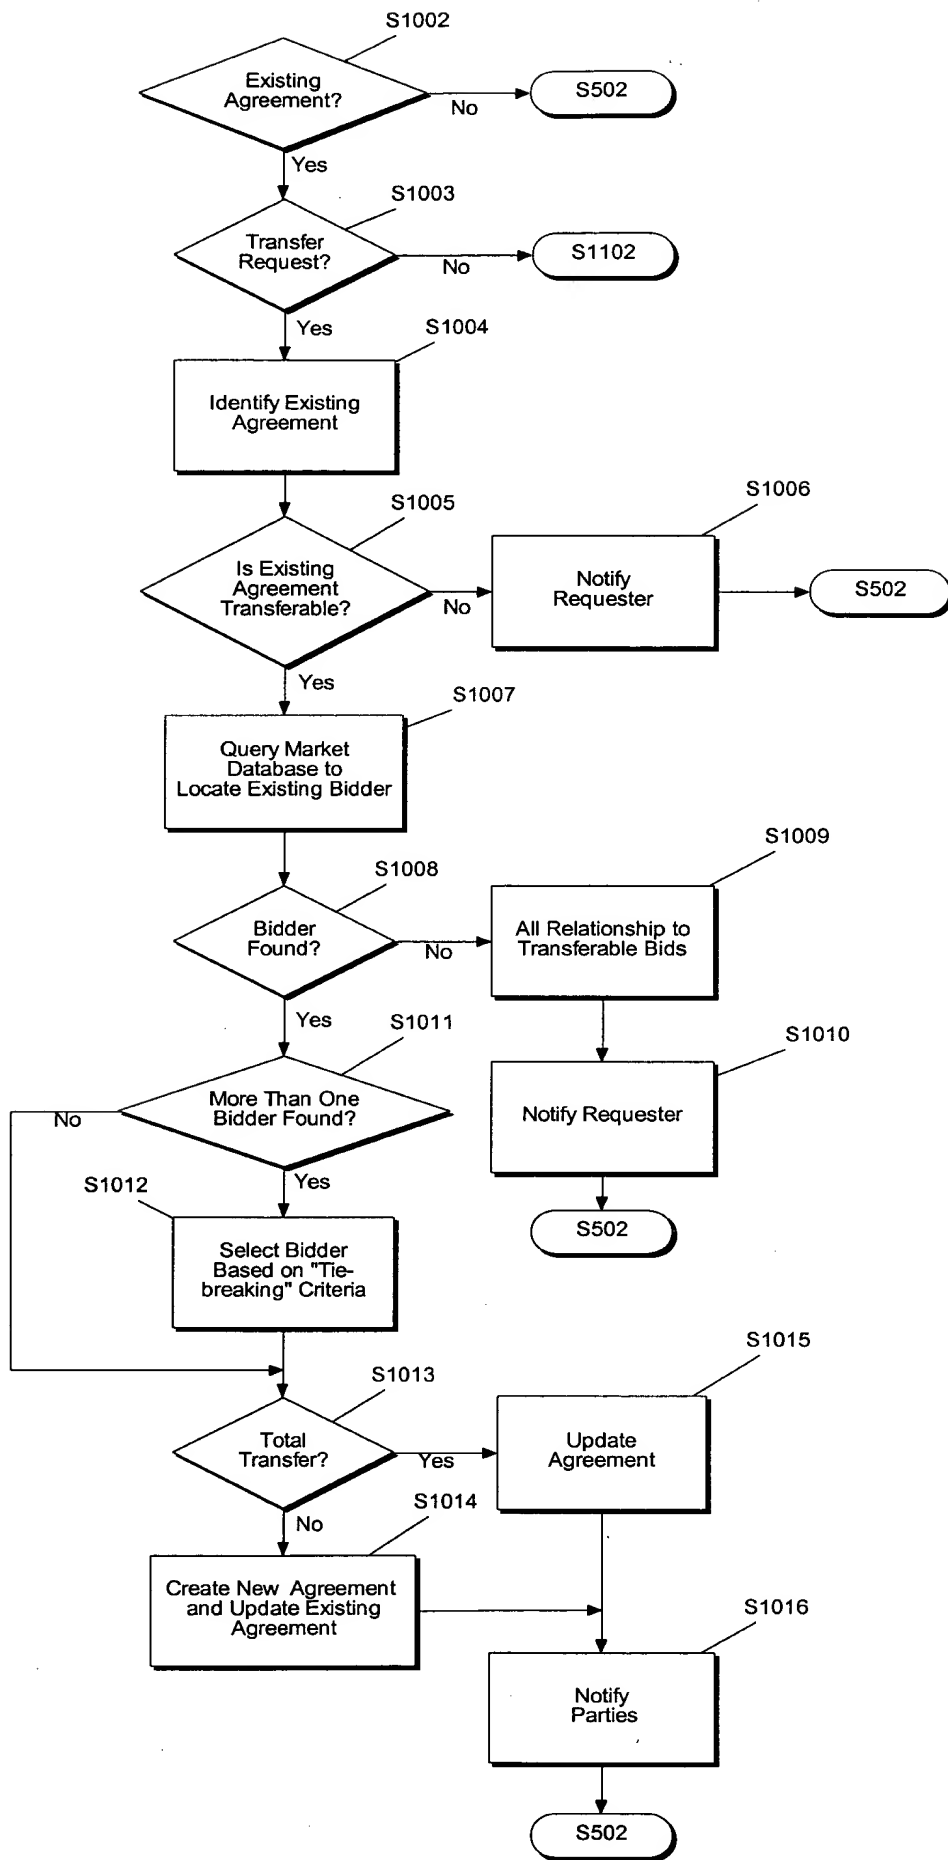 S1002
Existing
Agreement?
No
S502
Yes
S1003
Transfer
Request?
No
S1102
Yes
S1004
Identify Existing
Agreement
S1005
Is Existing
Agreement
Transferable?
No
S1006
Notify
Requester
S502
Yes
S1007
Query Market
Database to
Locate Existing Bidder
S1008
Bidder
Found?
No
S1009
All Relationship to
Transferable Bids
S1010
Notify Requester
S502
Yes
S1011
More Than One
Bidder Found?
No
Yes
S1012
Select Bidder
Based on "Tie-
breaking" Criteria
S1013
Total
Transfer?
Yes
S1015
Update
Agreement
No
S1014
Create New Agreement
and Update Existing
Agreement
S1016
Notify
Parties
S502